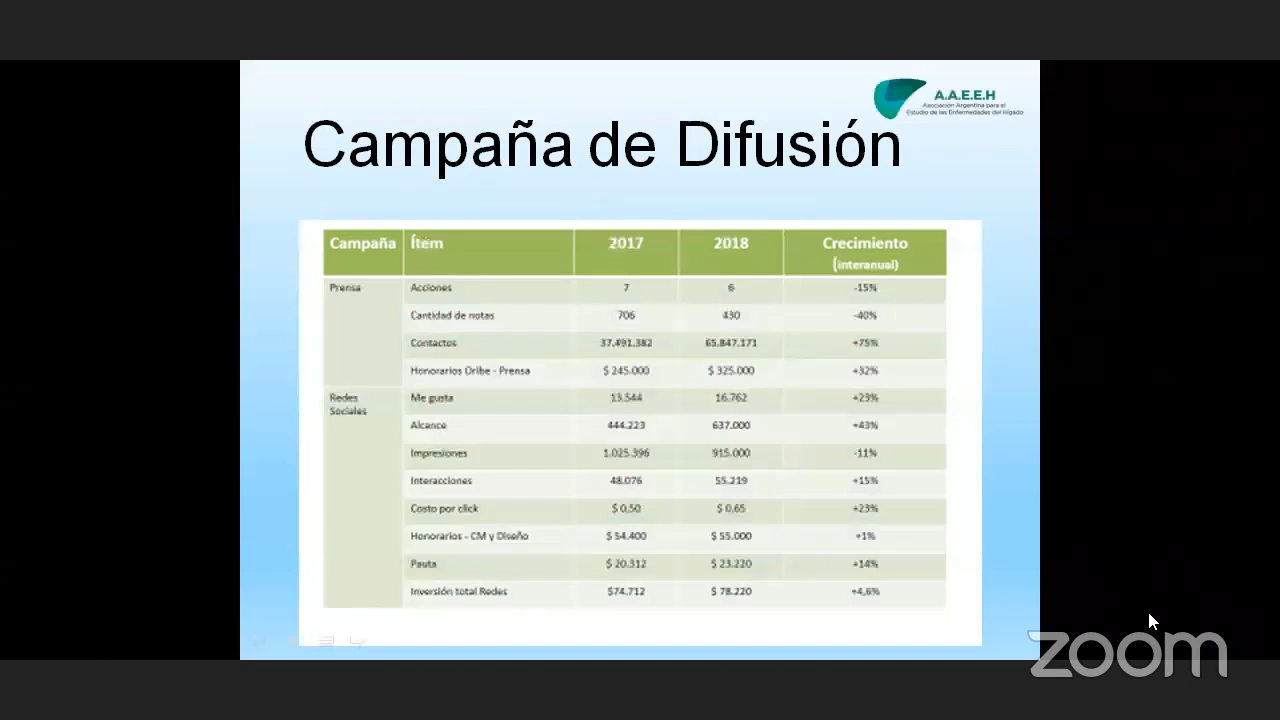 A.A.E.E.H
Asociación Argentina para el
Estudio de las Enfermedades del Hígado
Campaña de Difusión
Campaña Ítem 2017 2018 Crecimiento
(interanual)
Prensa Acciones 7 6 -15%
Cantidad de notas 706 430 -40%
Contactos 37.491.382 65.847.171 +75%
Honorarios Oribe - Prensa $ 245.000 $ 325.000 +32%
Redes Me gusta 13.544 16.762 +23%
Sociales
Alcance 444.223 637.000 +43%
Impresiones 1.025.396 915.000 -11%
Interacciones 48.076 55.219 +15%
Costo por click $ 0,50 $ 0,65 +23%
Honorarios - CM y Diseño $ 54.400 $ 55.000 +1%
Pauta $ 20.312 $ 23.220 +14%
Inversión total Redes $74.712 $ 78.220 +4,6%
zoom